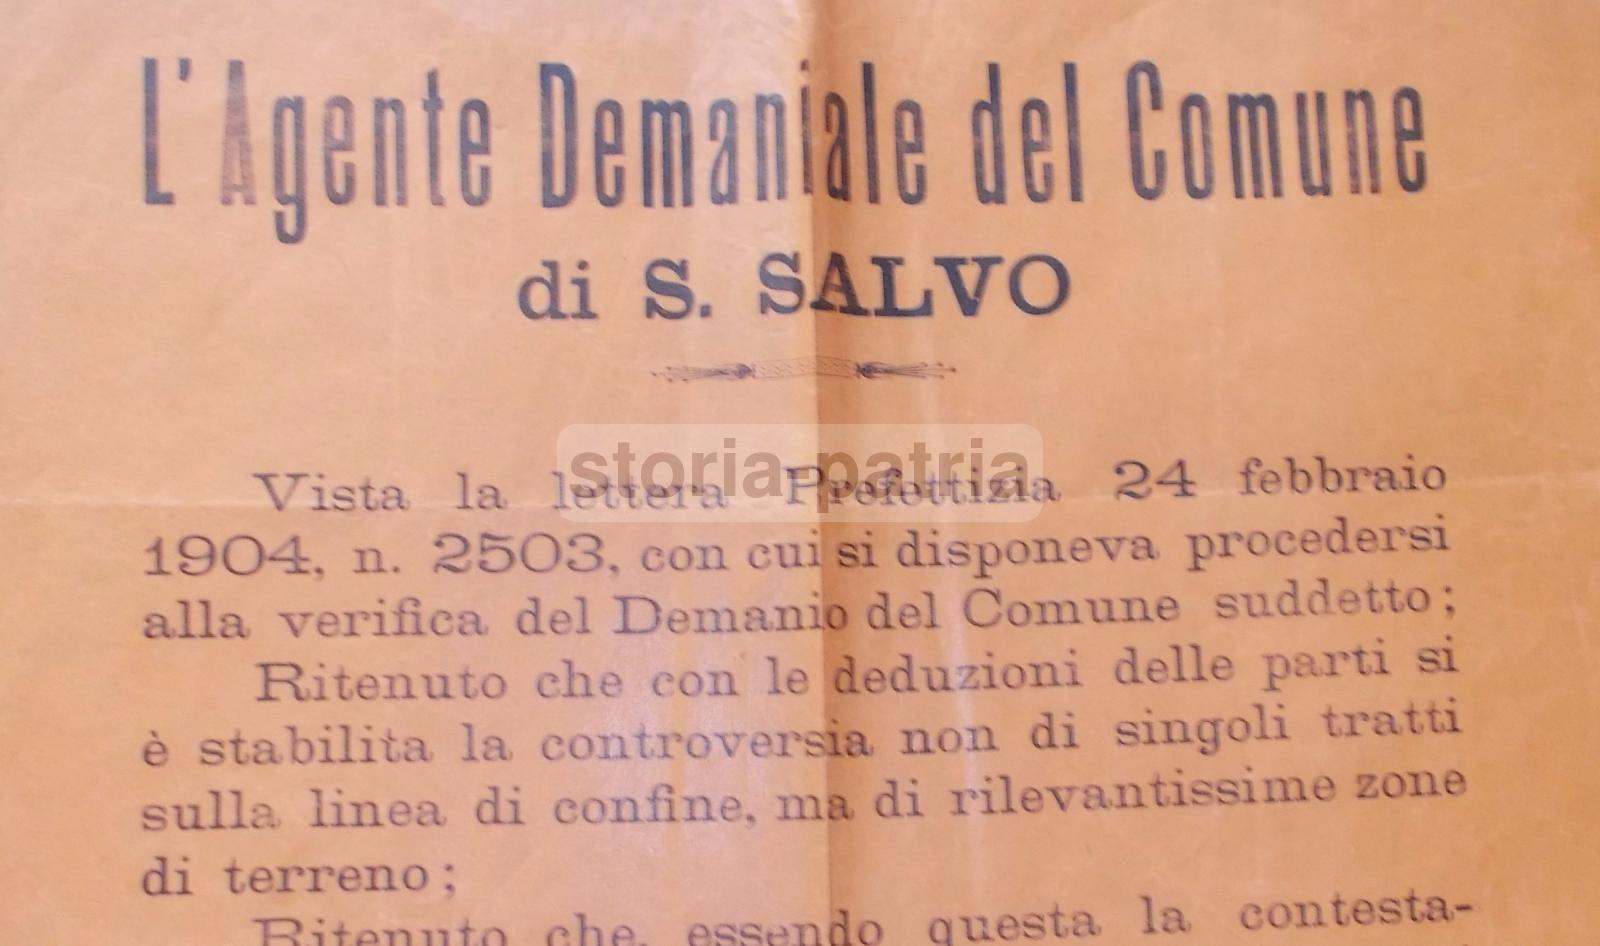 L'Agente Demaniale del Comune
di S. SALVO
storia-patria
Vista la lettera Prefettizia 24 febbraio
1904, n. 2503, con cui si disponeva procedersi
alla verifica del Demanio del Comune suddetto;
Ritenuto che con le deduzioni delle parti si
è stabilita la controversia non di singoli tratti
sulla linea di confine, ma di rilevantissime zone
di terreno;
Ritenuto che, essendo questa la contesta-